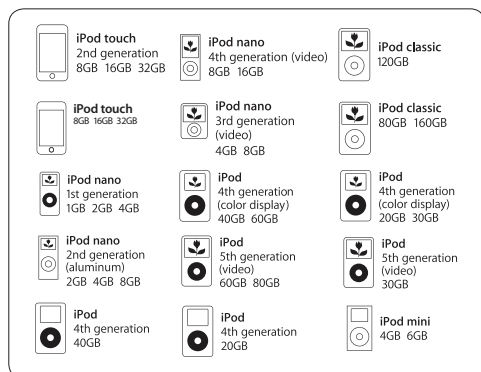 iPod touch
2nd generation
8GB 16GB 32GB
iPod nano
4th generation (video)
8GB 16GB
iPod classic
120GB
iPod touch
8GB 16GB 32GB
iPod nano
3rd generation
(video)
4GB 8GB
iPod classic
80GB 160GB
iPod nano
1st generation
1GB 2GB 4GB
iPod
4th generation
(color display)
40GB 60GB
iPod
4th generation
(color display)
20GB 30GB
iPod nano
2nd generation
(aluminum)
2GB 4GB 8GB
iPod
5th generation
(video)
60GB 80GB
iPod
5th generation
(video)
30GB
iPod
4th generation
40GB
iPod
4th generation
20GB
iPod mini
4GB 6GB